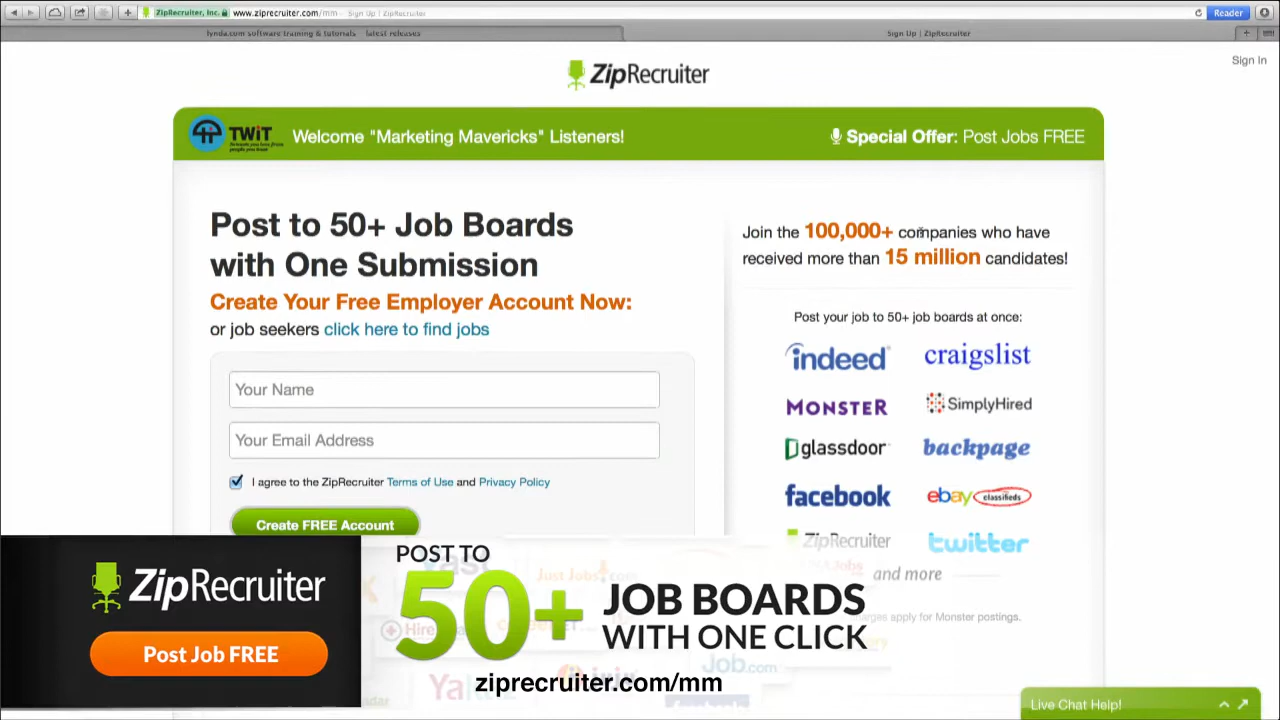 ZipRecruiter, Inc.
www.ziprecruiter.com/mm – Sign Up | ZipRecruiter
Reader
lynda.com software training & tutorials latest releases
Sign Up | ZipRecruiter
Sign In
ZipRecruiter
TWiT
Welcome "Marketing Mavericks" Listeners!
Special Offer: Post Jobs FREE
Post to 50+ Job Boards
with One Submission
Create Your Free Employer Account Now:
or job seekers click here to find jobs
Your Name
Your Email Address
I agree to the ZipRecruiter Terms of Use and Privacy Policy
Create FREE Account
Join the 100,000+ companies who have
received more than 15 million candidates!
Post your job to 50+ job boards at once:
indeed craigslist
MONSTER SimplyHired
glassdoor backpage
facebook ebay classifieds
ZipRecruiter twitter
and more
apply for Monster postings.
ZipRecruiter
Post Job FREE
POST TO
50+ JOB BOARDS
WITH ONE CLICK
ziprecruiter.com/mm
Job.com
Live Chat Help!